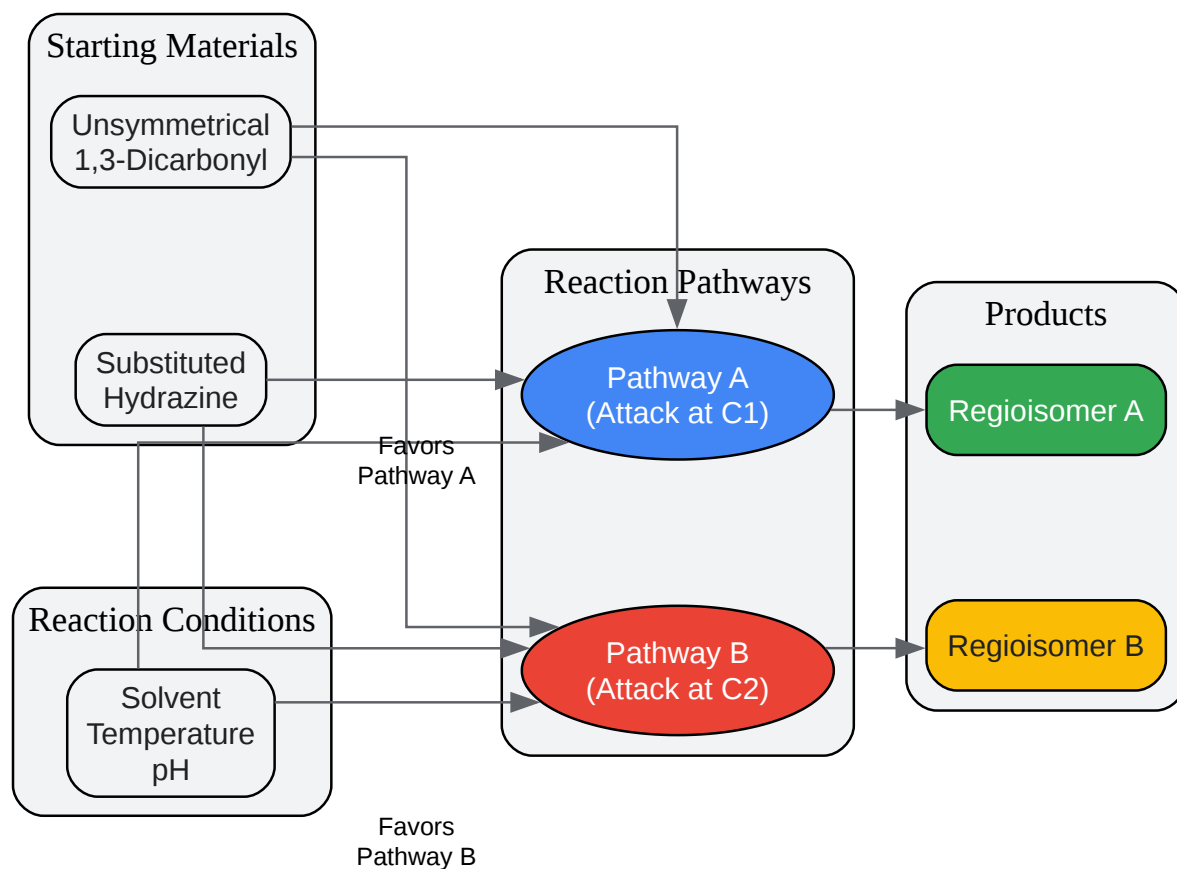 Starting Materials
Unsymmetrical
1,3-Dicarbonyl
Substituted
Hydrazine
Reaction Conditions
Solvent
Temperature
pH
Favors
Pathway A
Favors
Pathway B
Reaction Pathways
Pathway A
(Attack at C1)
Pathway B
(Attack at C2)
Products
Regioisomer A
Regioisomer B